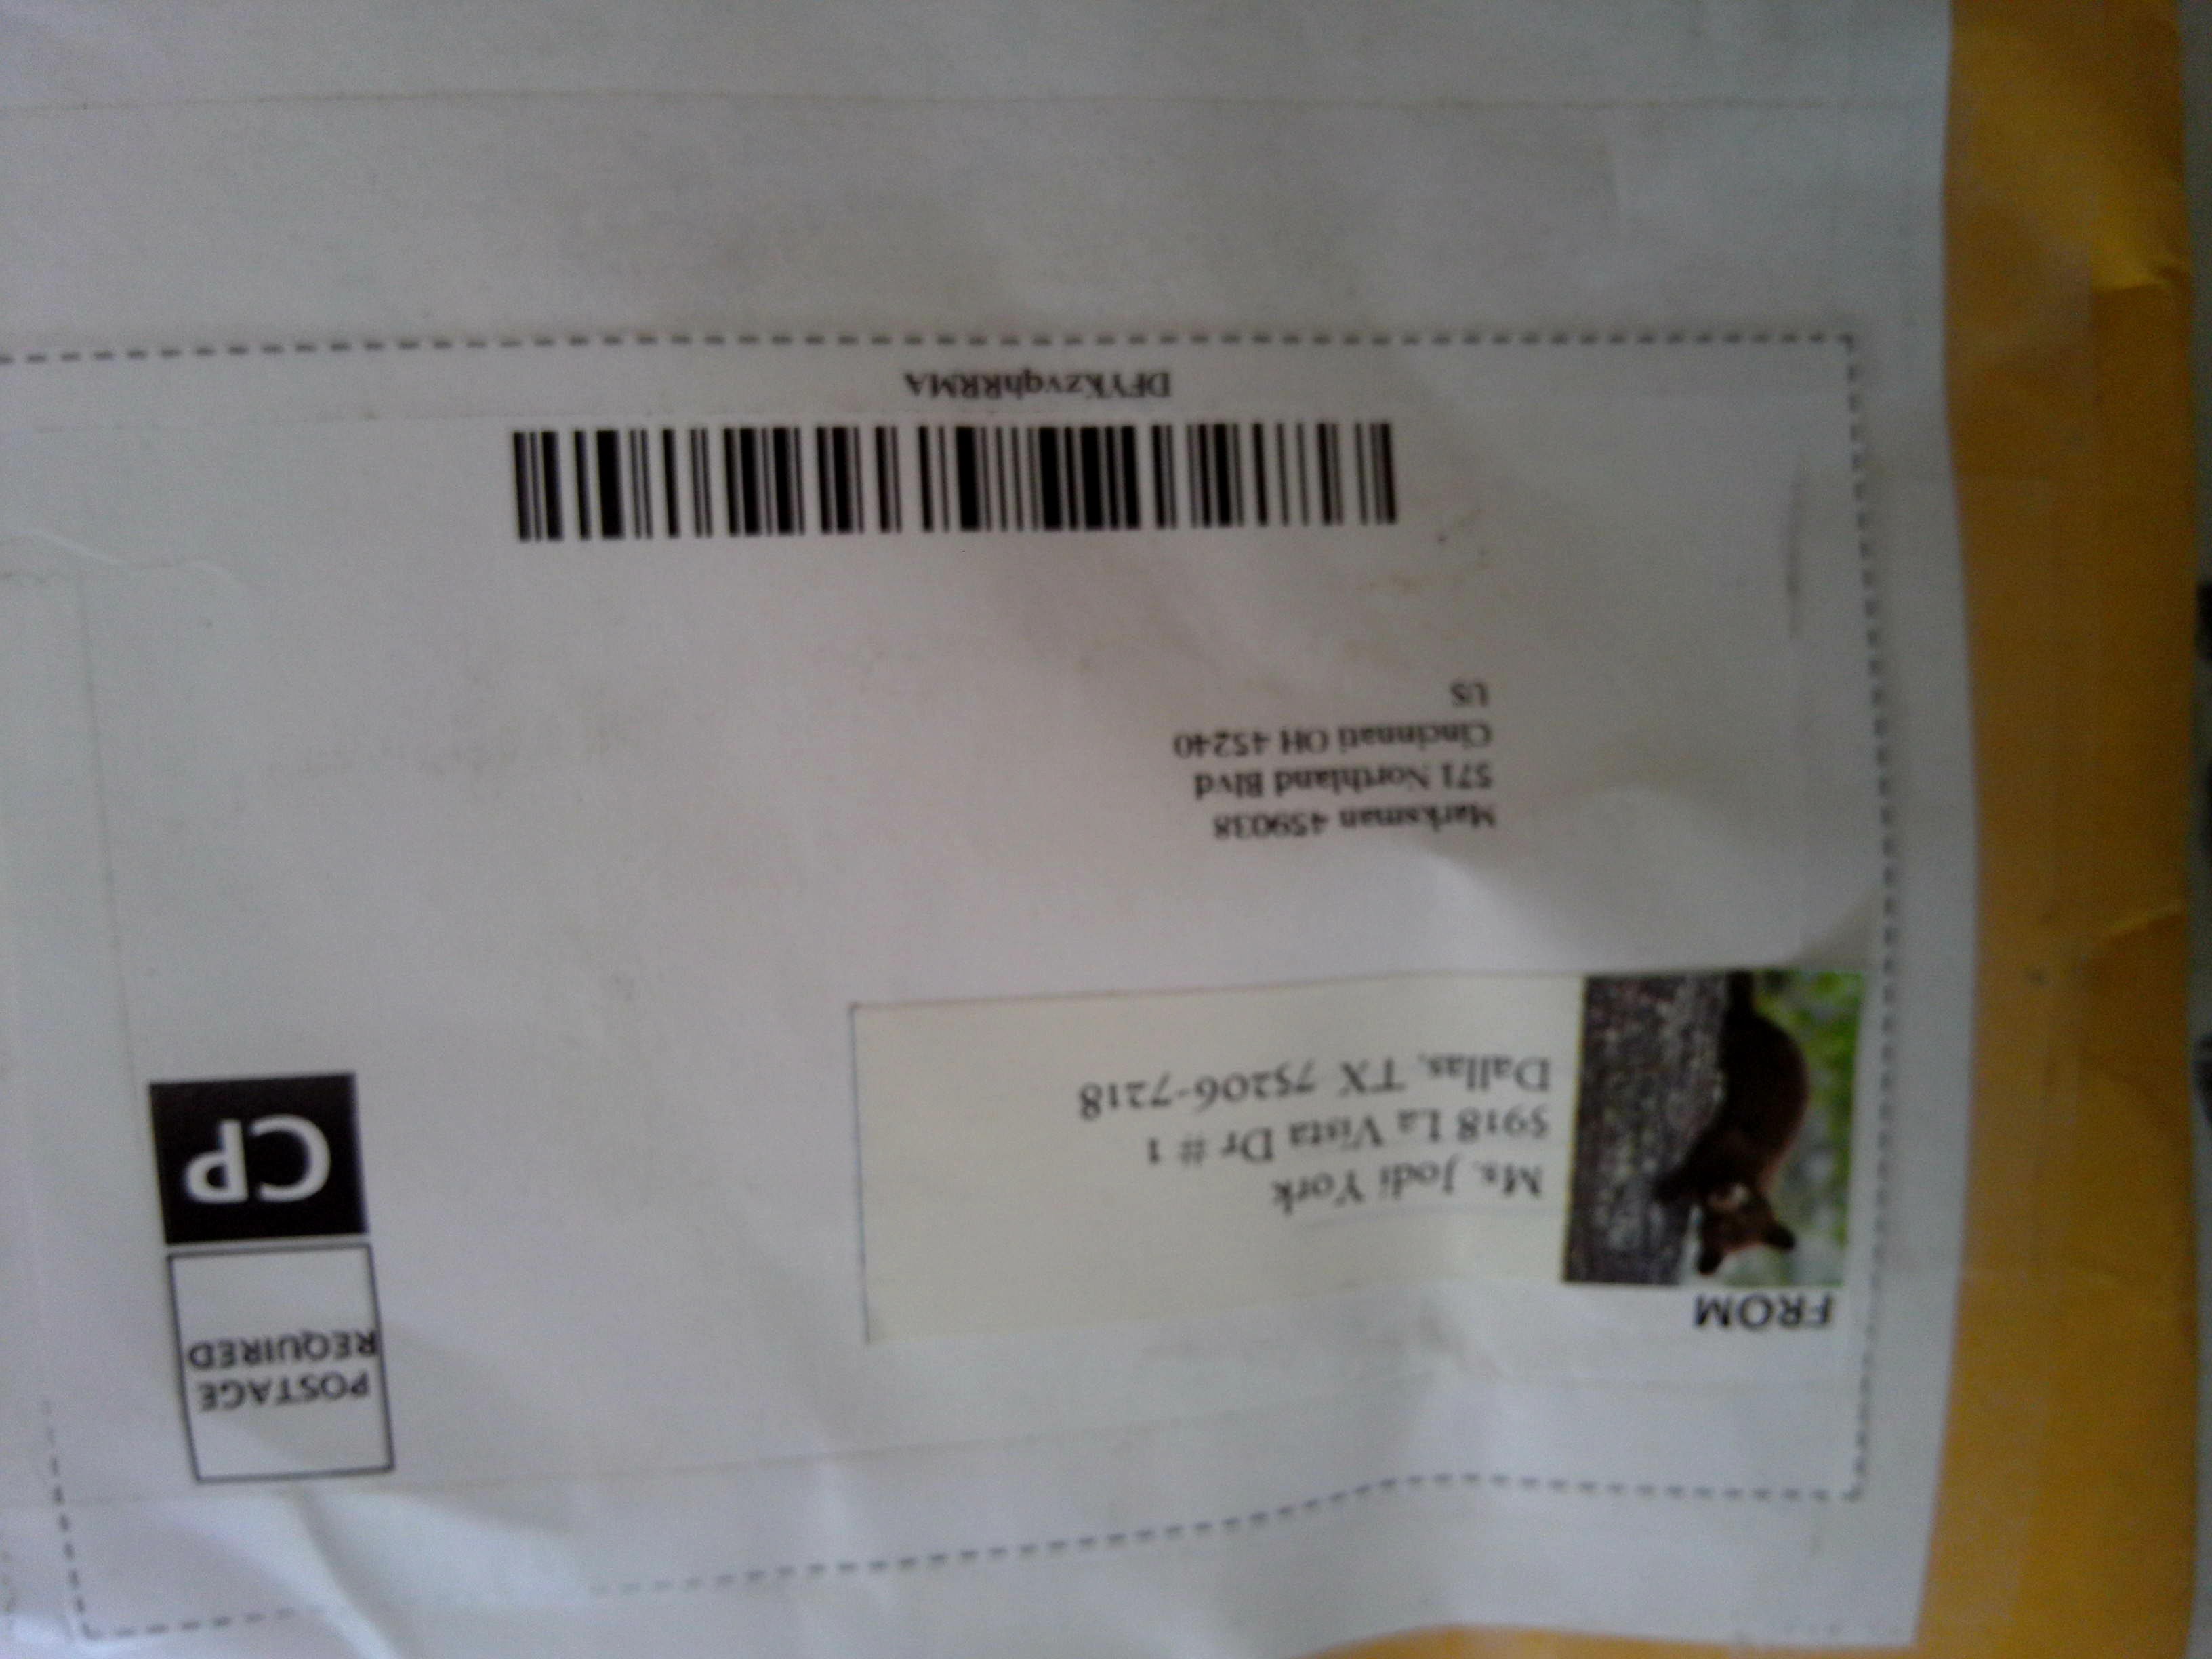 FROM
Ms. Jodi York
5918 La Vista Dr # 1
Dallas, TX 75206-7218
POSTAGE
REQUIRED
CP
Marksman 459038
571 Northland Blvd
Cincinnati OH 45240
US
DFYKzvqhRRMA